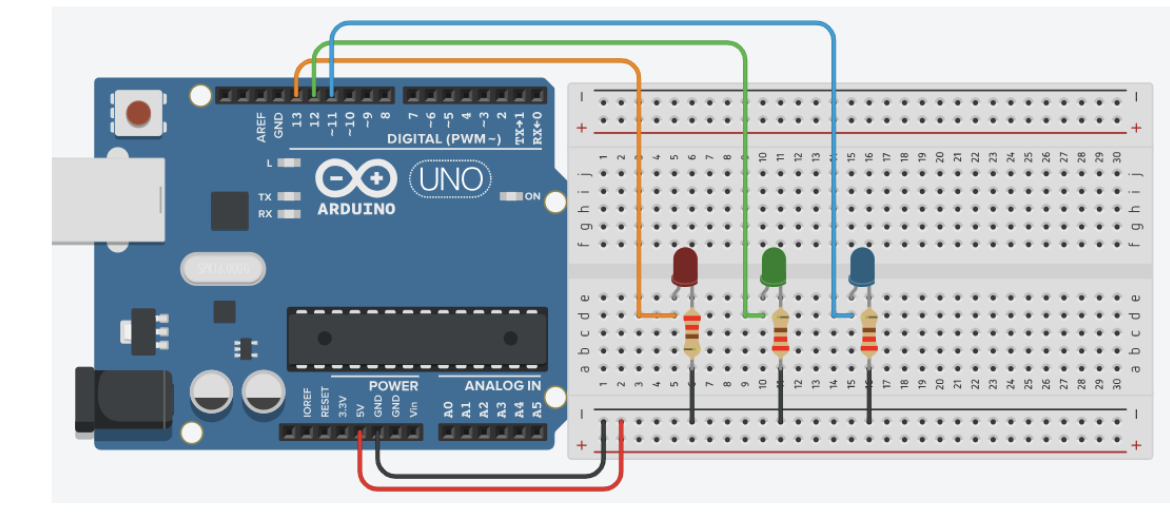 AREF
GND
13
12
~11
~10
~9
8
7
~6
~5
4
~3
2
TX→1
RX←0
DIGITAL (PWM ~)
L
TX
RX
ARDUINO
UNO
ON
POWER
ANALOG IN
IOREF
RESET
3.3V
5V
GND
GND
Vin
A0
A1
A2
A3
A4
A5
1 2 3 4 5 6 7 8 9 10 11 12 13 14 15 16 17 18 19 20 21 22 23 24 25 26 27 28 29 30
j j
i i
h h
g g
f f
e e
d d
c c
b b
a a
1 2 3 4 5 6 7 8 9 10 11 12 13 14 15 16 17 18 19 20 21 22 23 24 25 26 27 28 29 30